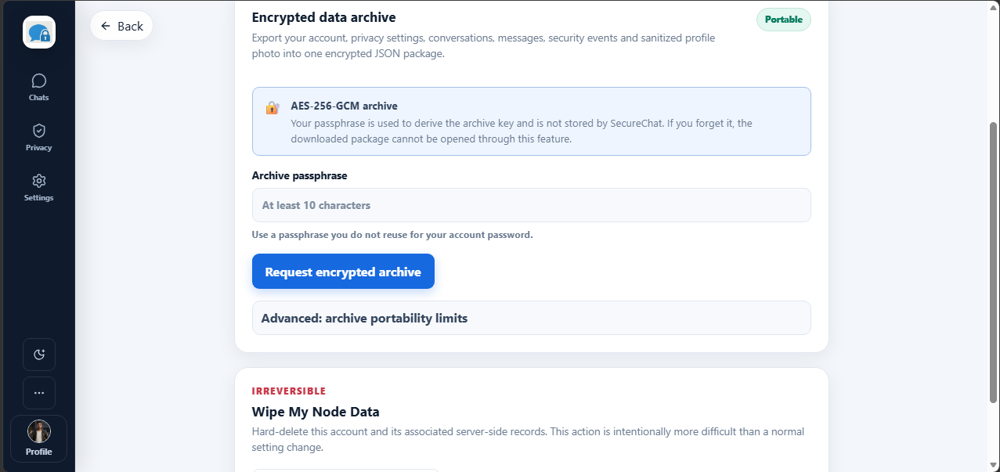 Back
Chats
Privacy
Settings
...
Profile
Encrypted data archive
Portable
Export your account, privacy settings, conversations, messages, security events and sanitized profile
photo into one encrypted JSON package.
AES-256-GCM archive
Your passphrase is used to derive the archive key and is not stored by SecureChat. If you forget it, the
downloaded package cannot be opened through this feature.
Archive passphrase
At least 10 characters
Use a passphrase you do not reuse for your account password.
Request encrypted archive
Advanced: archive portability limits
IRREVERSIBLE
Wipe My Node Data
Hard-delete this account and its associated server-side records. This action is intentionally more difficult than a normal
setting change.